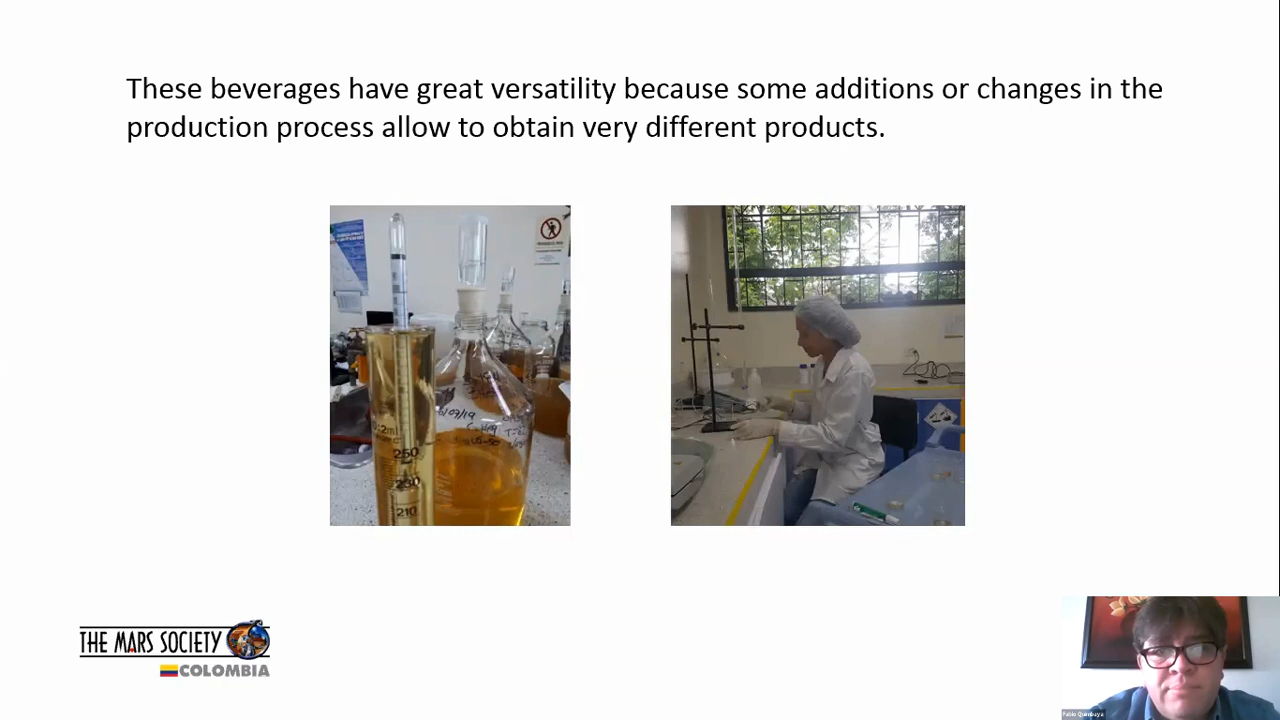 These beverages have great versatility because some additions or changes in the
production process allow to obtain very different products.
250
230
210
THE MARS SOCIETY
COLOMBIA